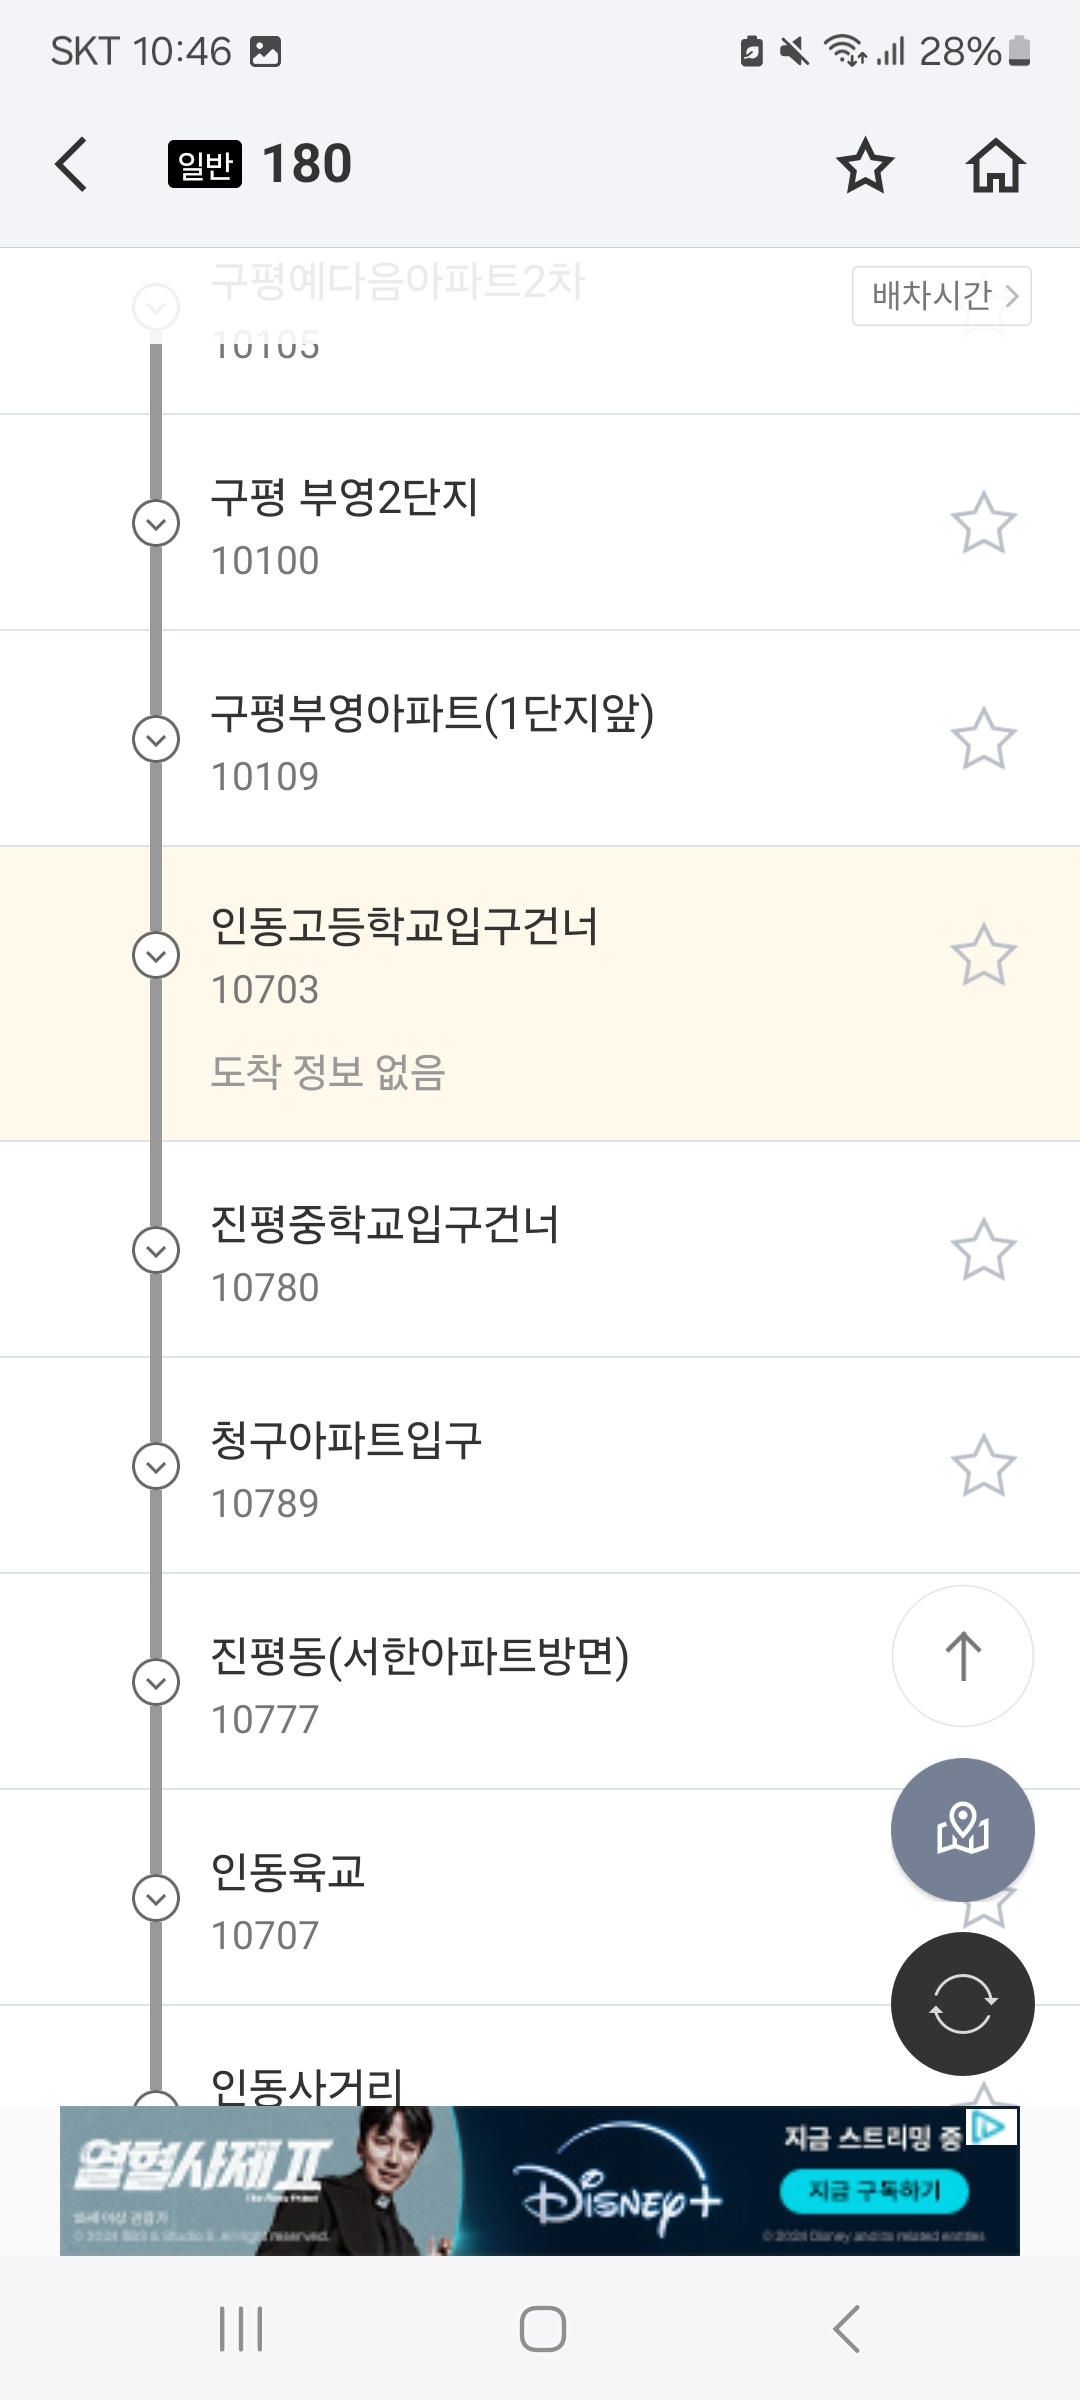 SKT 10:46
28%
일반 180
구평예다음아파트2차
배차시간
10105
구평 부영2단지
10100
구평부영아파트(1단지앞)
10109
인동고등학교입구건너
10703
도착 정보 없음
진평중학교입구건너
10780
청구아파트입구
10789
진평동(서한아파트방면)
10777
인동육교
10707
인동사거리
열혈사제 II
Disney+
지금 스트리밍 중
지금 구독하기